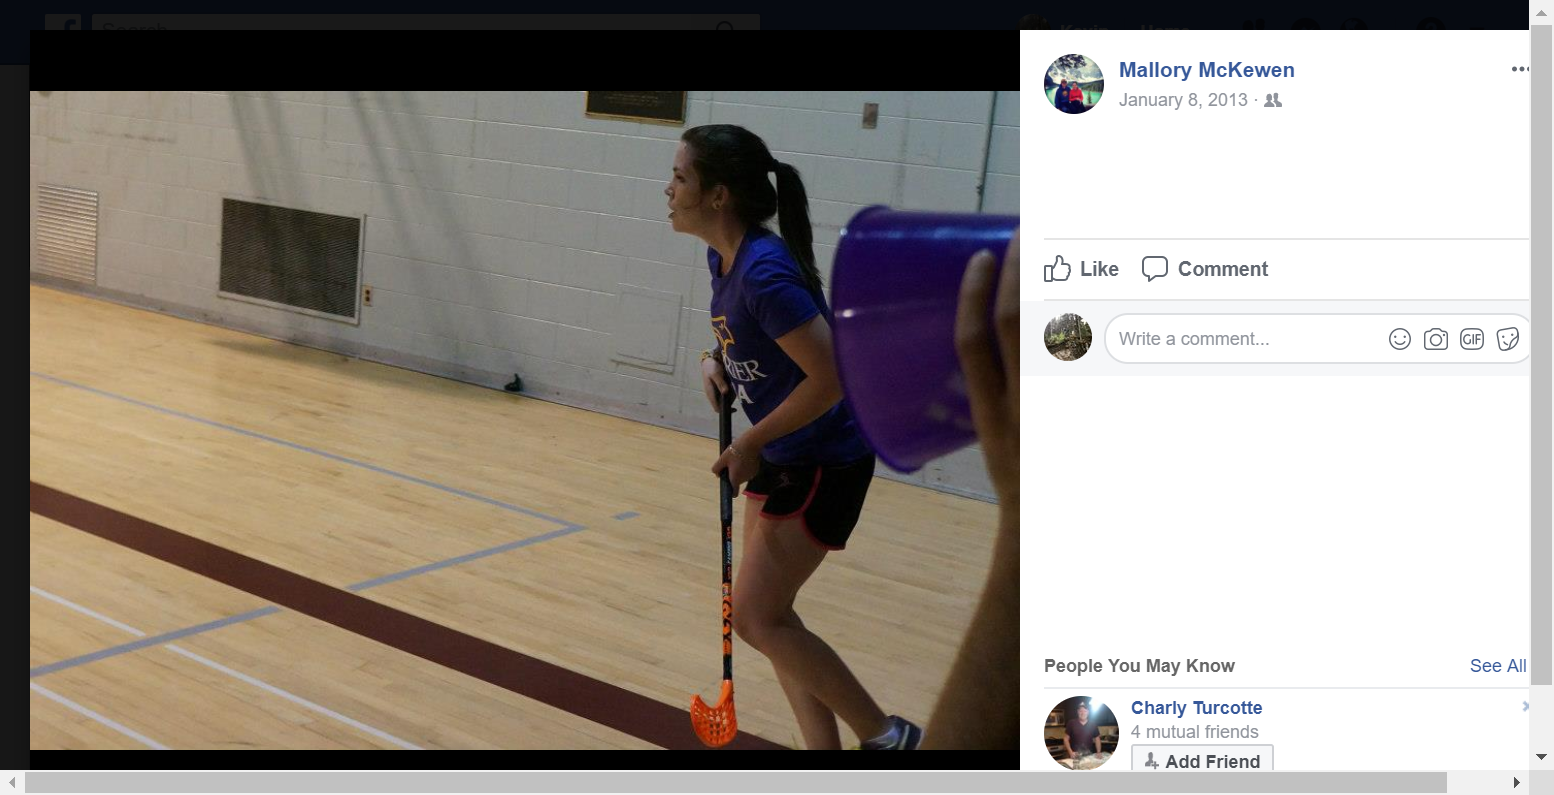 Search
Mallory McKewen
January 8, 2013 ·
Like
Comment
Write a comment...
GIF
People You May Know
See All
Charly Turcotte
4 mutual friends
Add Friend